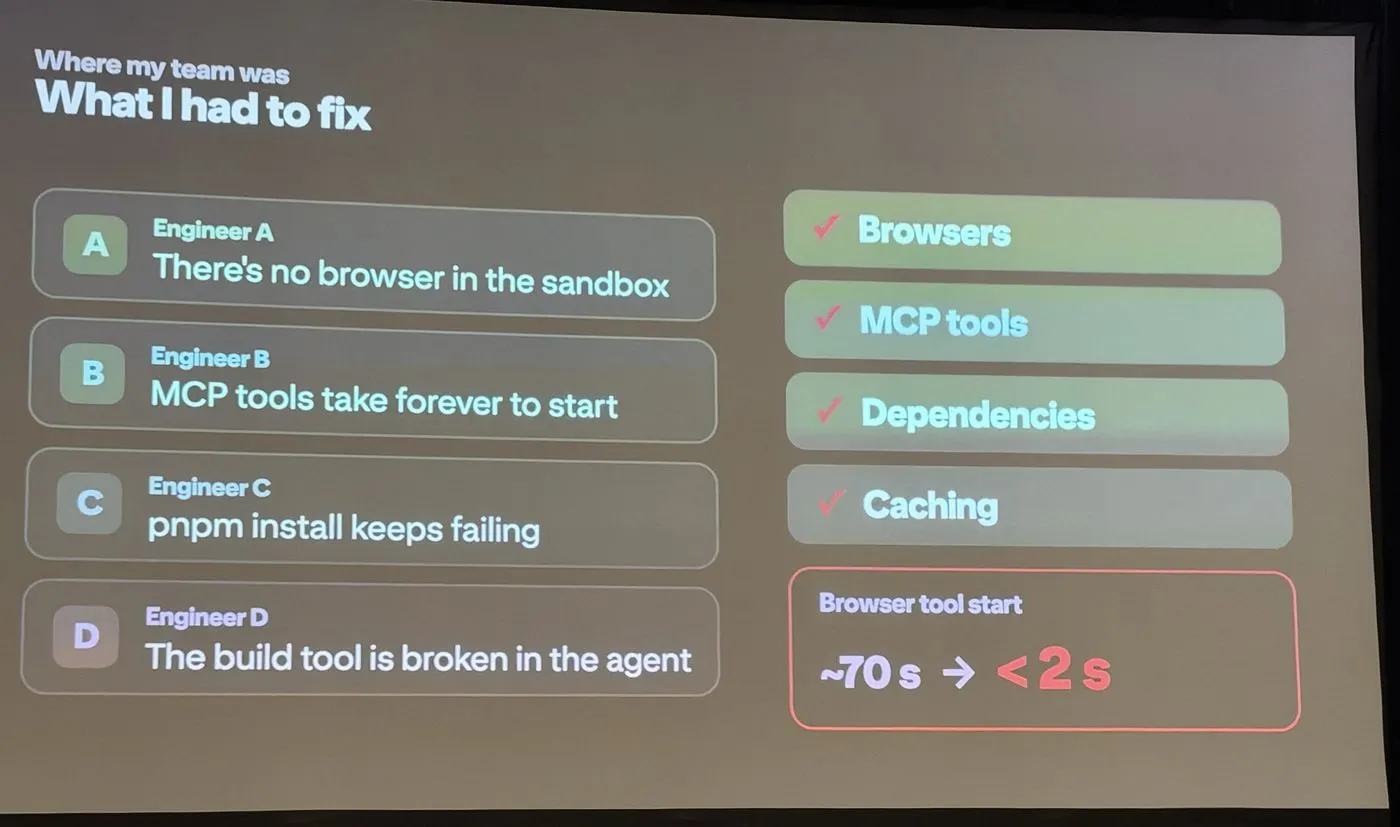 Where my team was
What I had to fix
A
Engineer A
There's no browser in the sandbox
B
Engineer B
MCP tools take forever to start
C
Engineer C
pnpm install keeps failing
D
Engineer D
The build tool is broken in the agent
✓ Browsers
✓ MCP tools
✓ Dependencies
✓ Caching
Browser tool start
~70 s → < 2 s